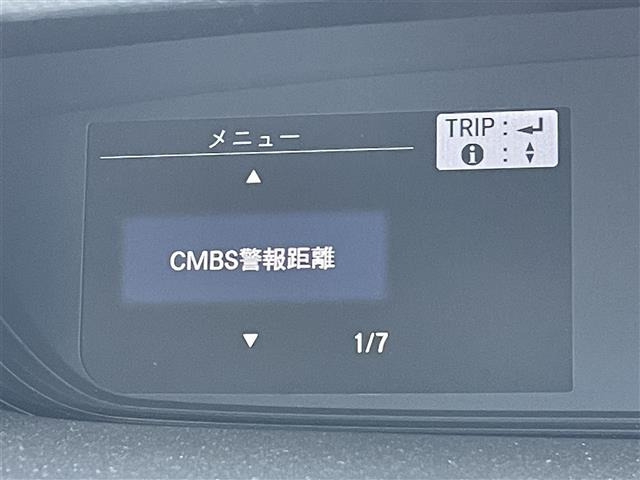 メニュー
TRIP : ↲
i : ♦
▲
CMBS警報距離
▼
1/7